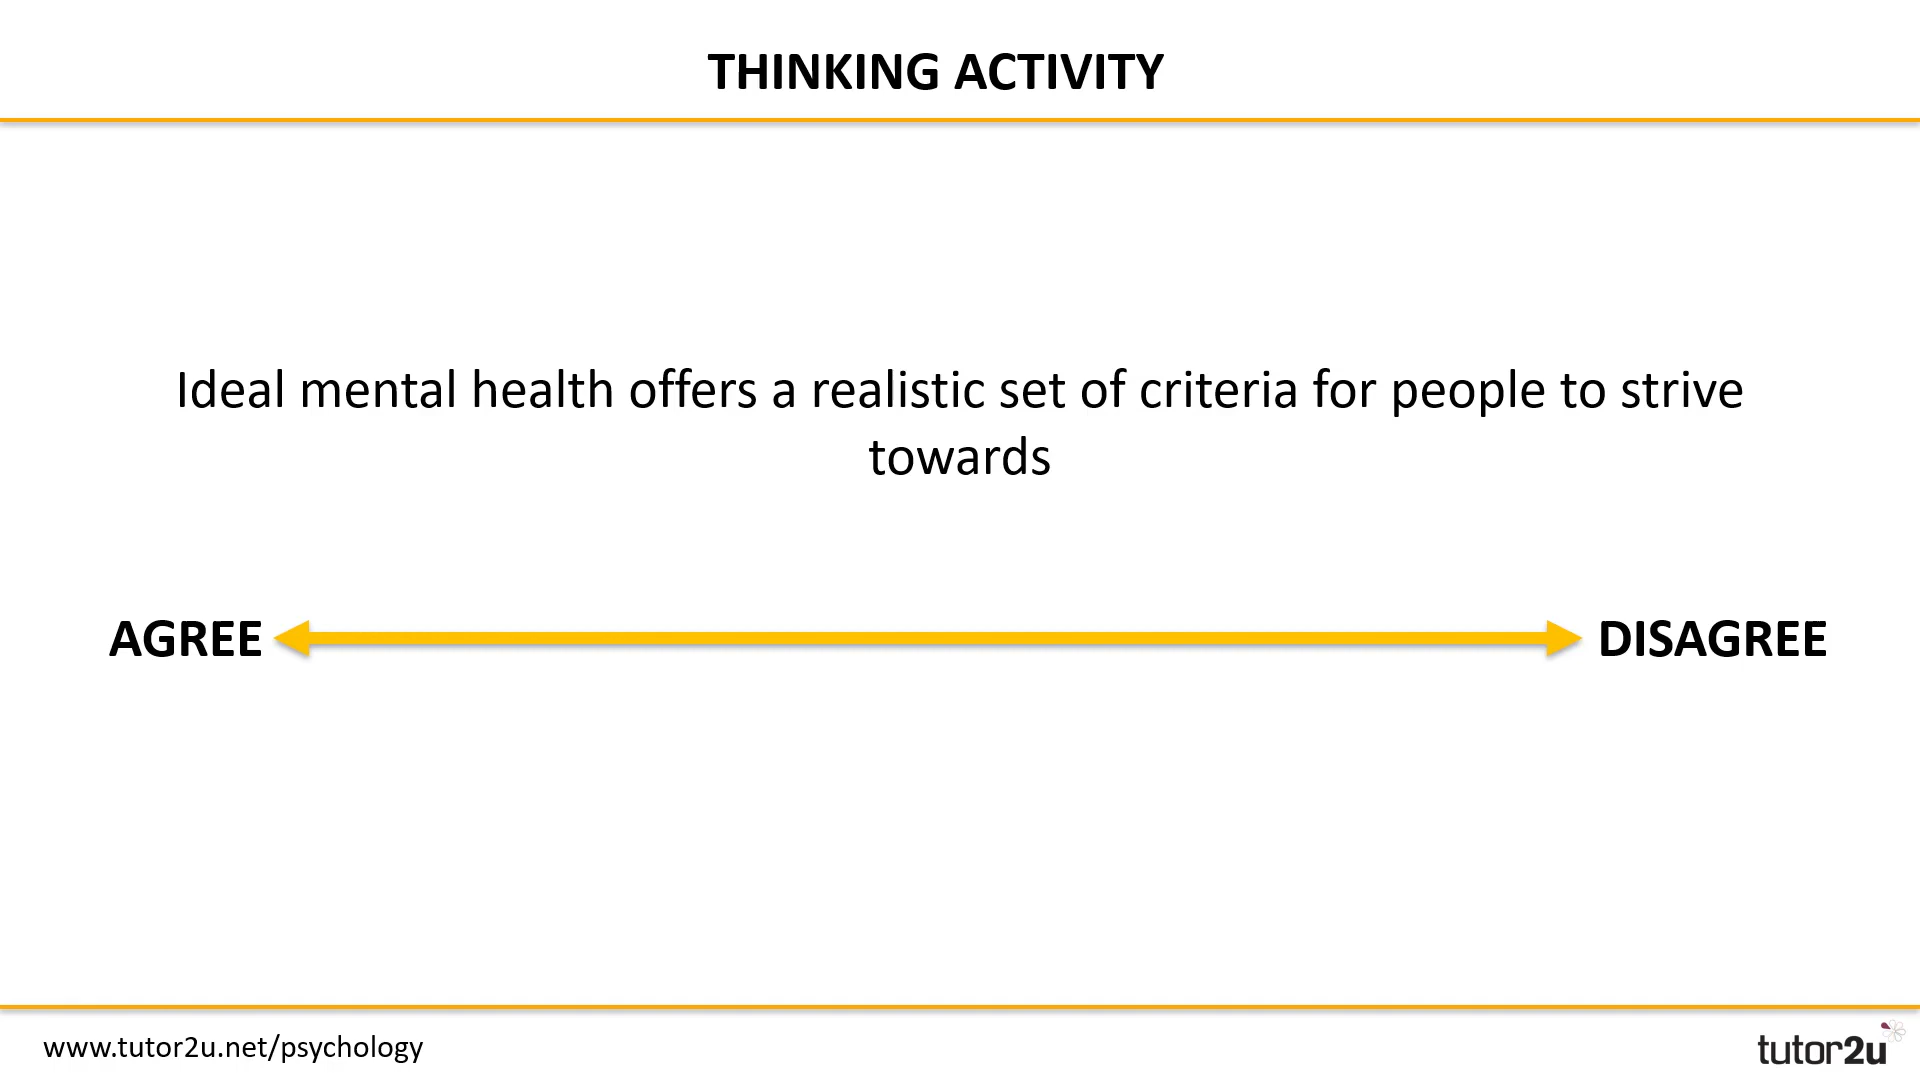 THINKING ACTIVITY
Ideal mental health offers a realistic set of criteria for people to strive
towards
AGREE
DISAGREE
www.tutor2u.net/psychology
tutor2u